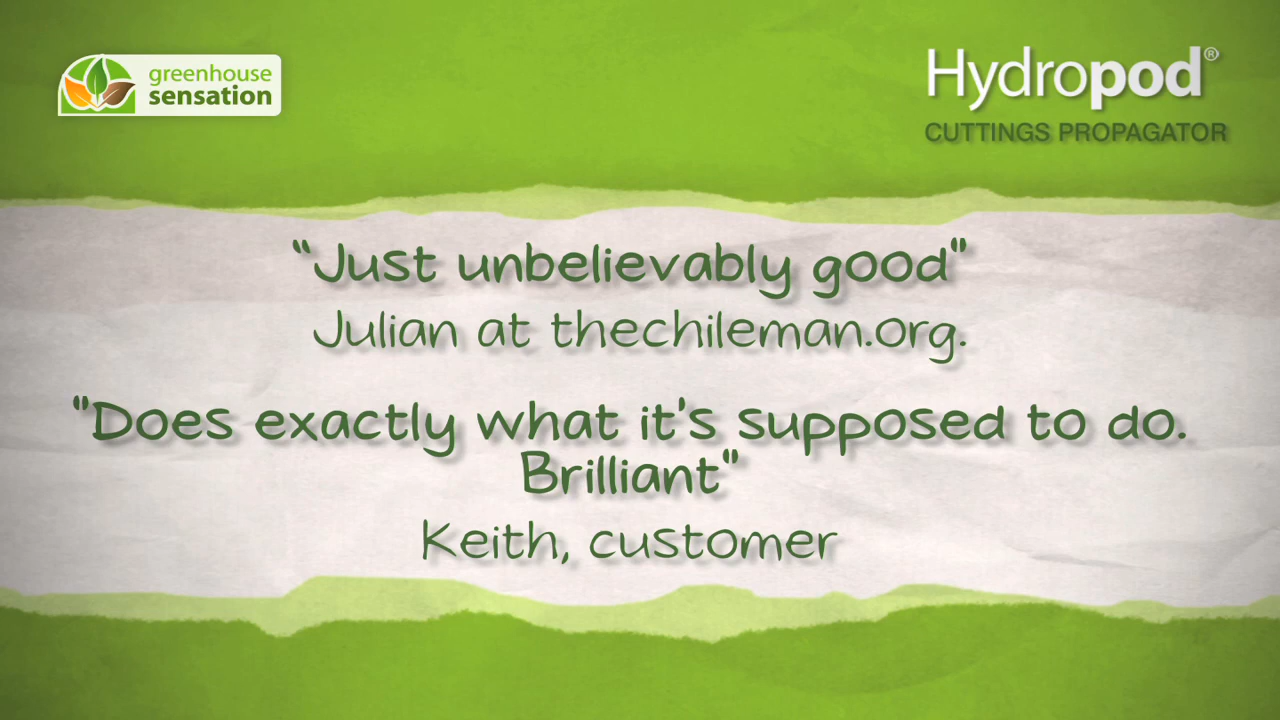 greenhouse
sensation
Hydropod®
CUTTINGS PROPAGATOR
“Just unbelievably good"
Julian at thechileman.org.
"Does exactly what it's supposed to do.
Brilliant"
Keith, customer